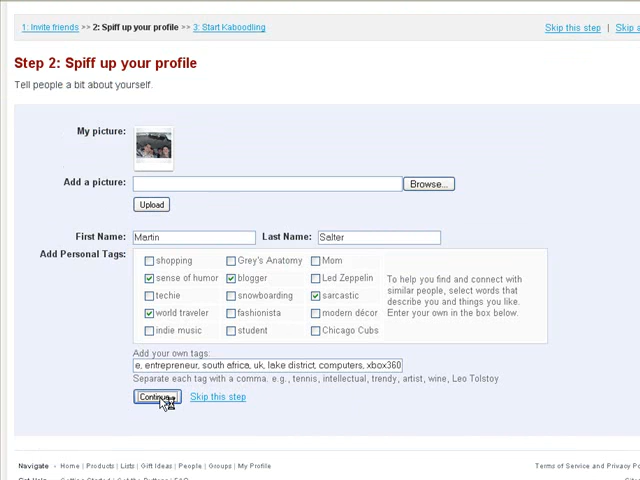 1: Invite friends >> 2: Spiff up your profile >> 3: Start Kaboodling Skip this step | Skip a
Step 2: Spiff up your profile
Tell people a bit about yourself.
My picture:
Add a picture: Browse...
Upload
First Name: Martin Last Name: Salter
Add Personal Tags:
shopping Grey's Anatomy Mom
sense of humor blogger Led Zeppelin
techie snowboarding sarcastic
world traveler fashionista modern décor
indie music student Chicago Cubs
To help you find and connect with
similar people, select words that
describe you and things you like.
Enter your own in the box below.
Add your own tags:
e, entrepreneur, south africa, uk, lake district, computers, xbox360
Separate each tag with a comma. e.g., tennis, intellectual, trendy, artist, wine, Leo Tolstoy
Continue Skip this step
Navigate • Home | Products | Lists | Gift Ideas | People | Groups | My Profile Terms of Service and Privacy Po
Get Help